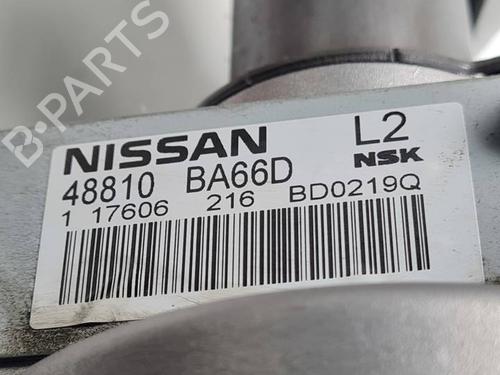 B-PARTS
NISSAN L2
48810 BA66D NSK
1 17606 216 BD0219Q